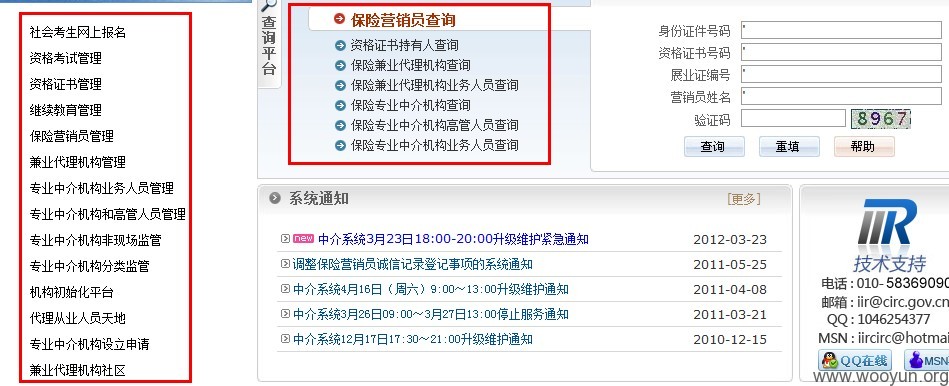 社会考生网上报名
资格考试管理
资格证书管理
继续教育管理
保险营销员管理
兼业代理机构管理
专业中介机构业务人员管理
专业中介机构和高管人员管理
专业中介机构非现场监管
专业中介机构分类监管
机构初始化平台
代理从业人员天地
专业中介机构设立申请
兼业代理机构社区
查询平台
保险营销员查询
资格证书持有人查询
保险兼业代理机构查询
保险兼业代理机构业务人员查询
保险专业中介机构查询
保险专业中介机构高管人员查询
保险专业中介机构业务人员查询
身份证件号码 *
资格证书号码 *
展业证编号 *
营销员姓名 *
验证码 8967
查询 重填 帮助
系统通知 [更多]
new 中介系统3月23日18:00-20:00升级维护紧急通知 2012-03-23
调整保险营销员诚信记录登记事项的系统通知 2011-05-25
中介系统4月16日（周六）9:00~13:00升级维护通知 2011-04-08
中介系统3月26日09:00~3月27日13:00停止服务通知 2011-03-21
中介系统12月17日17:30~21:00升级维护通知 2010-12-15
IIR
技术支持
电话 : 010- 58369090
邮箱 : iir@circ.gov.cn
QQ : 1046254377
MSN : iircirc@hotmai
QQ在线 MSN
www.wooyun.org